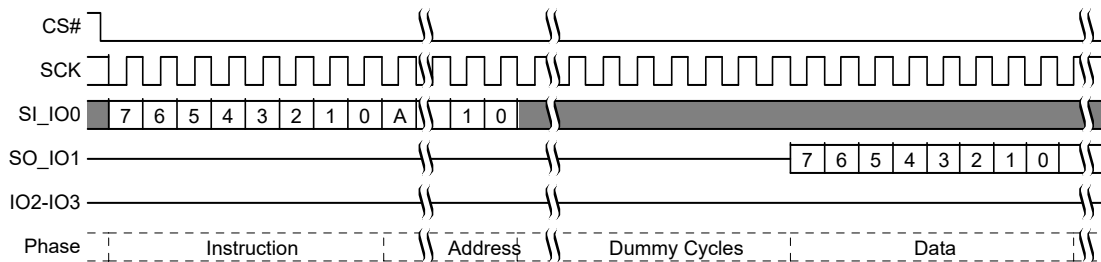 CS#
SCK
SI_IO0 7 6 5 4 3 2 1 0 A 1 0
SO_IO1 7 6 5 4 3 2 1 0
IO2-IO3
Phase Instruction Address Dummy Cycles Data